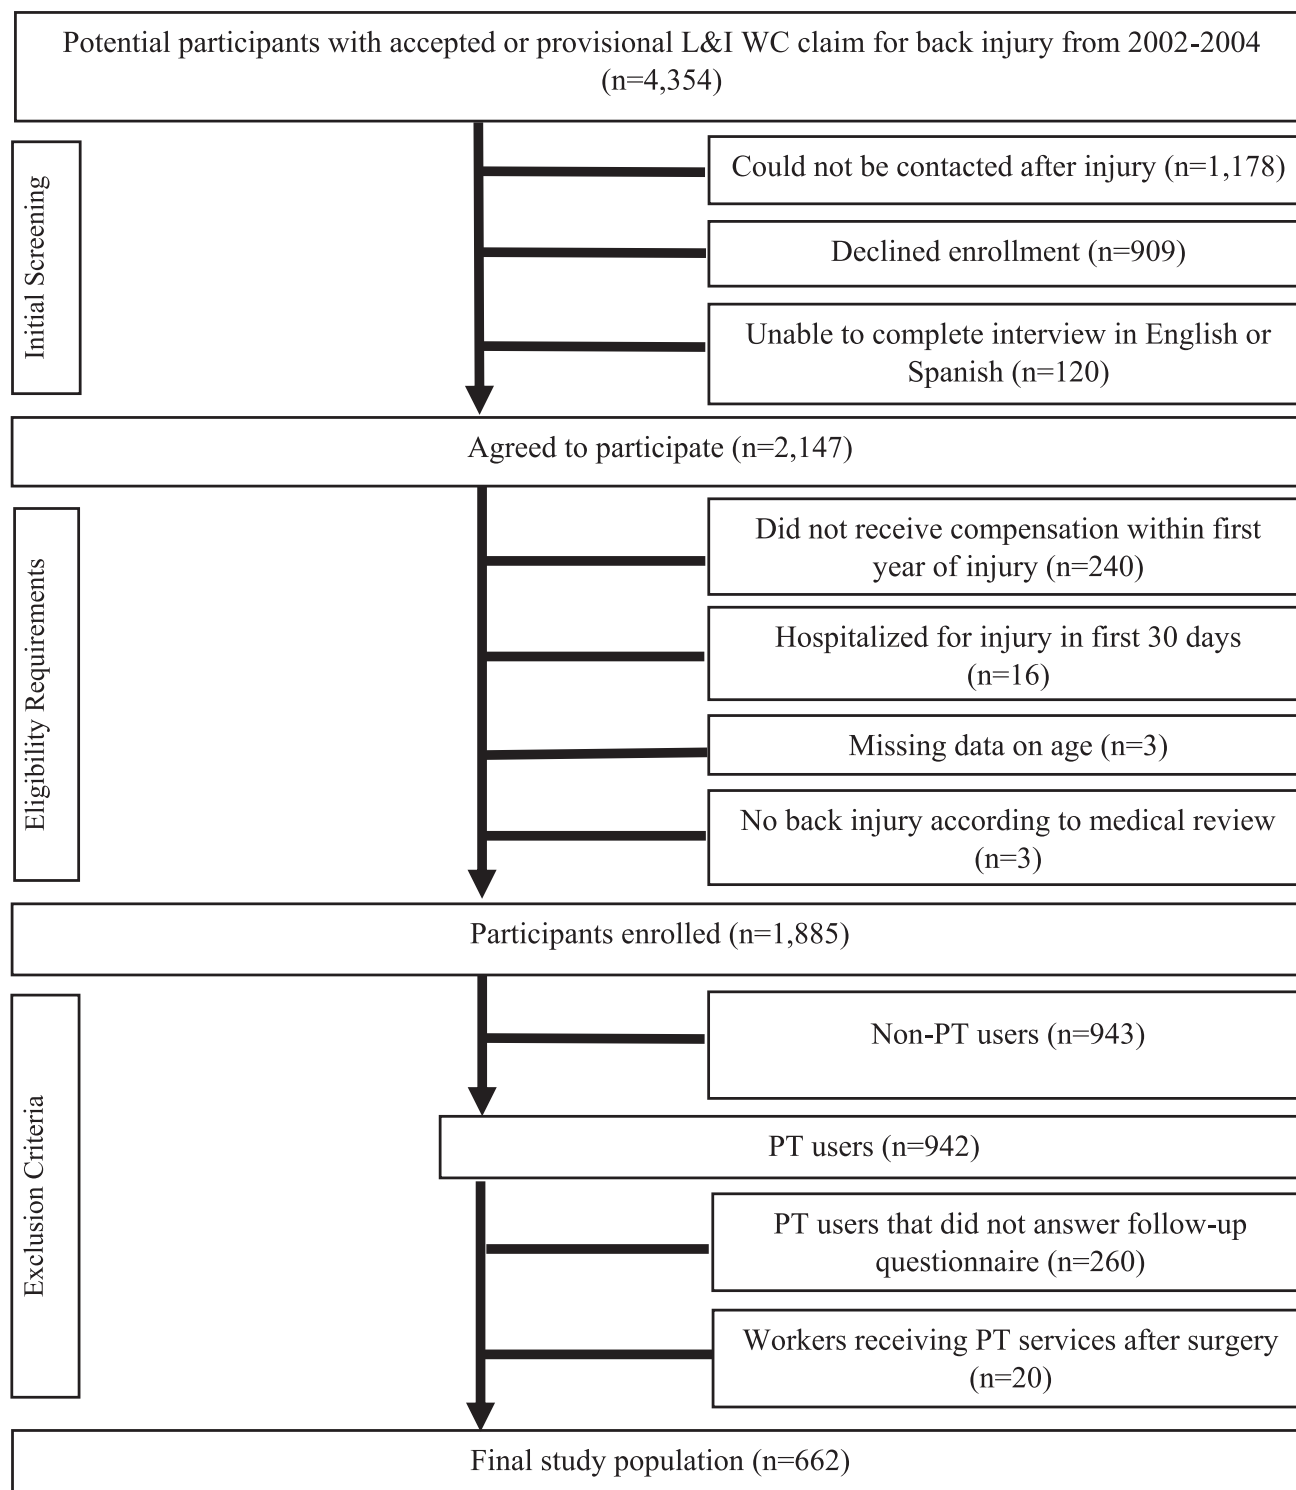 Potential participants with accepted or provisional L&I WC claim for back injury from 2002-2004
(n=4,354)
Initial Screening
Could not be contacted after injury (n=1,178)
Declined enrollment (n=909)
Unable to complete interview in English or
Spanish (n=120)
Agreed to participate (n=2,147)
Eligibility Requirements
Did not receive compensation within first
year of injury (n=240)
Hospitalized for injury in first 30 days
(n=16)
Missing data on age (n=3)
No back injury according to medical review
(n=3)
Participants enrolled (n=1,885)
Exclusion Criteria
Non-PT users (n=943)
PT users (n=942)
PT users that did not answer follow-up
questionnaire (n=260)
Workers receiving PT services after surgery
(n=20)
Final study population (n=662)